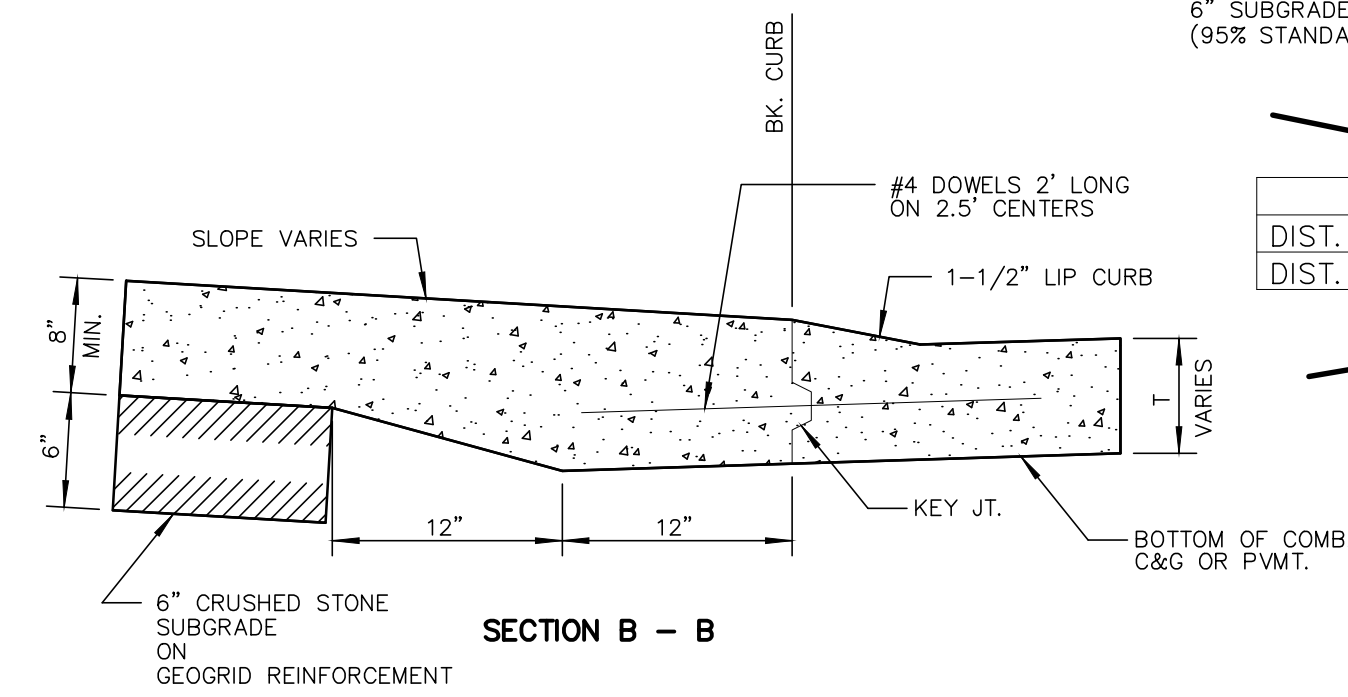 6" SUBGRADE
(95% STANDA
BK. CURB
#4 DOWELS 2' LONG
ON 2.5' CENTERS
DIST.
DIST.
SLOPE VARIES
1-1/2" LIP CURB
8"
MIN.
6"
T
VARIES
12"
12"
KEY JT.
BOTTOM OF COMB
C&G OR PVMT.
6" CRUSHED STONE
SUBGRADE
ON
GEOGRID REINFORCEMENT
SECTION B - B